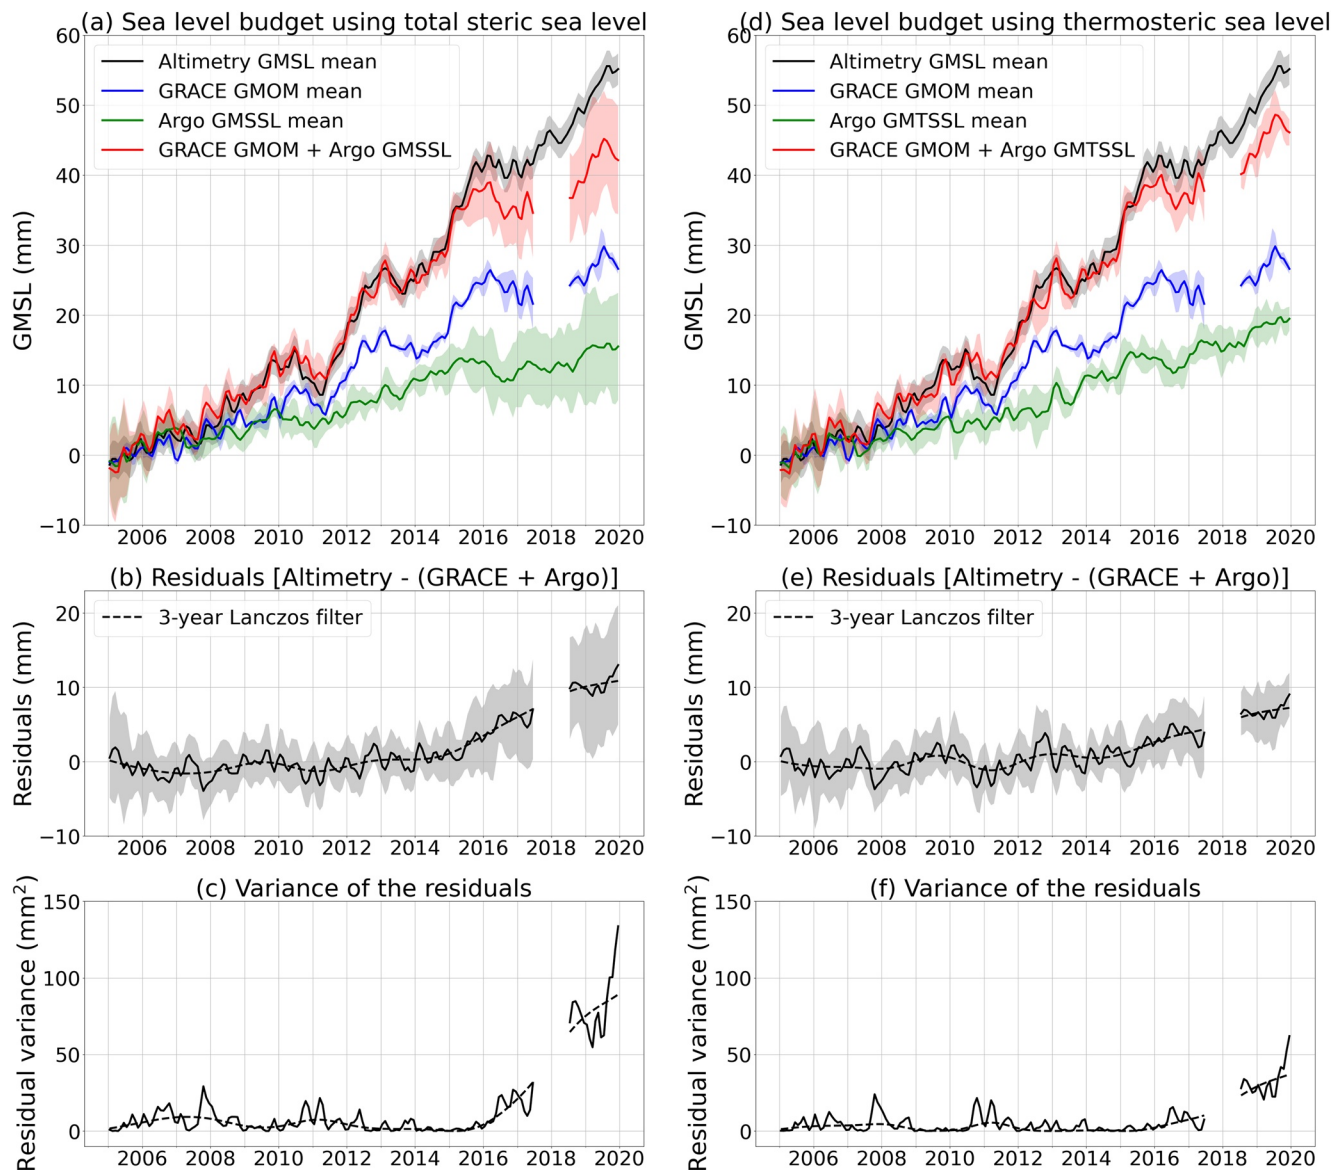 (a) Sea level budget using total steric sea level
GMSL (mm)
60
50
40
30
20
10
0
−10
Altimetry GMSL mean
GRACE GMOM mean
Argo GMSSL mean
GRACE GMOM + Argo GMSSL
2006 2008 2010 2012 2014 2016 2018 2020
(d) Sea level budget using thermosteric sea level
GMSL (mm)
60
50
40
30
20
10
0
−10
Altimetry GMSL mean
GRACE GMOM mean
Argo GMTSSL mean
GRACE GMOM + Argo GMTSSL
2006 2008 2010 2012 2014 2016 2018 2020
(b) Residuals [Altimetry - (GRACE + Argo)]
Residuals (mm)
20
10
0
−10
3-year Lanczos filter
2006 2008 2010 2012 2014 2016 2018 2020
(e) Residuals [Altimetry - (GRACE + Argo)]
Residuals (mm)
20
10
0
−10
3-year Lanczos filter
2006 2008 2010 2012 2014 2016 2018 2020
(c) Variance of the residuals
Residual variance (mm²)
150
100
50
0
2006 2008 2010 2012 2014 2016 2018 2020
(f) Variance of the residuals
Residual variance (mm²)
150
100
50
0
2006 2008 2010 2012 2014 2016 2018 2020